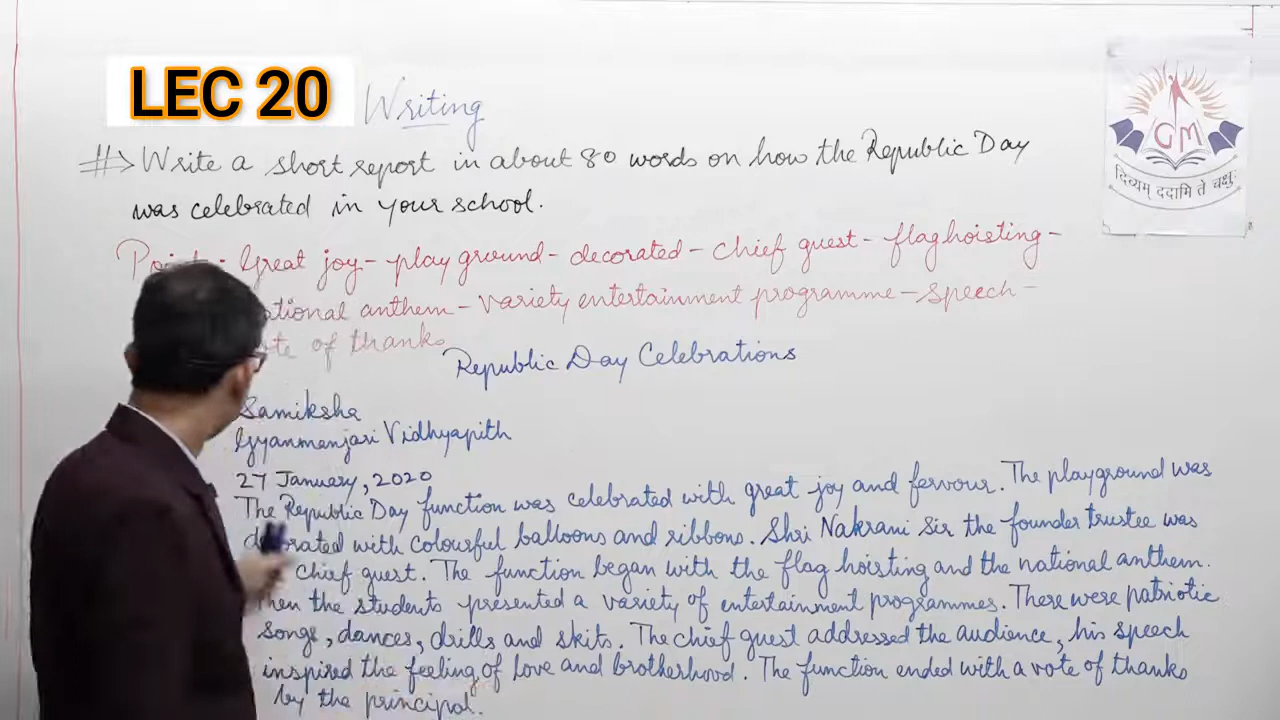 LEC 20
Writing
#> Write a short report in about 80 words on how the Republic Day
was celebrated in your school.
Great joy - play ground - decorated - chief guest - flag hoisting -
anthem - variety entertainment programme - speech -
of thanks
Republic Day Celebrations
Samiksha
Gyanmanjari Vidhyapith
27 January, 2020
The Republic Day function was celebrated with great joy and fervour. The playground was
with colourful balloons and ribbons. Shri Nakrani Sir the founder trustee was
chief guest. The function began with the flag hoisting and the national anthem.
Then the students presented a variety of entertainment programmes. There were patriotic
songs, dances, drills and skits. The chief guest addressed the audience, his speech
inspired the feeling of love and brotherhood. The function ended with a vote of thanks
by the principal.
GM
दिव्यम् ददामि ते चक्षुः